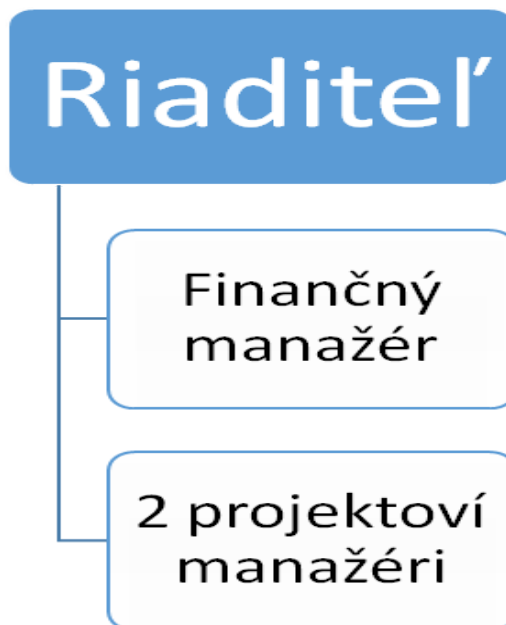 Riaditeľ
Finančný
manažér
2 projektoví
manažéri